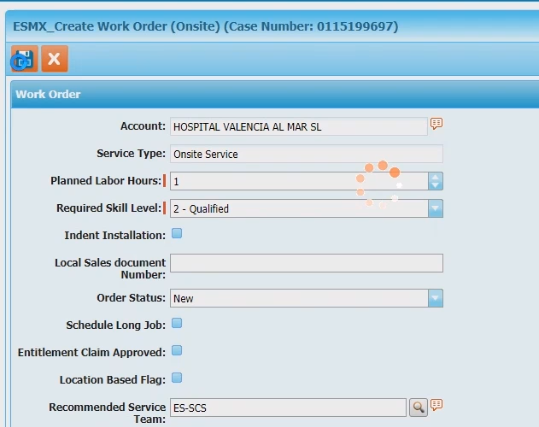 ESMX_Create Work Order (Onsite) (Case Number: 0115199697)
Work Order
Account: HOSPITAL VALENCIA AL MAR SL
Service Type: Onsite Service
Planned Labor Hours: 1
Required Skill Level: 2 - Qualified
Indent Installation:
Local Sales document
Number:
Order Status: New
Schedule Long Job:
Entitlement Claim Approved:
Location Based Flag:
Recommended Service
Team: ES-SCS